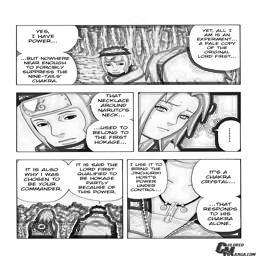 YES,
I HAVE
POWER...
...BUT NOWHERE
NEAR ENOUGH
TO FORCIBLY
SUPPRESS THE
NINE-TAILS'
CHAKRA.
YET, ALL I
AM IS AN
EXPERIMENT...
A PALE COPY
OF THE
ORIGINAL
LORD FIRST...
THAT
NECKLACE
AROUND
NARUTO'S
NECK...
...USED TO
BELONG TO
THE FIRST
HOKAGE...
IT IS ALSO
WHY I WAS
CHOSEN
TO BE
YOUR
COMMANDER.
IT IS SAID
THE LORD
FIRST
QUALIFIED
TO BE HOKAGE
PARTLY
BECAUSE OF
THIS POWER.
I USE IT TO
BRING THE
JINCHURIKI
HOST'S
POWER
UNDER
CONTROL...
IT'S A
CHAKRA
CRYSTAL...
THAT
RESPONDS
TO HIS
CHAKRA
ALONE.
COLORED
MANGA.COM